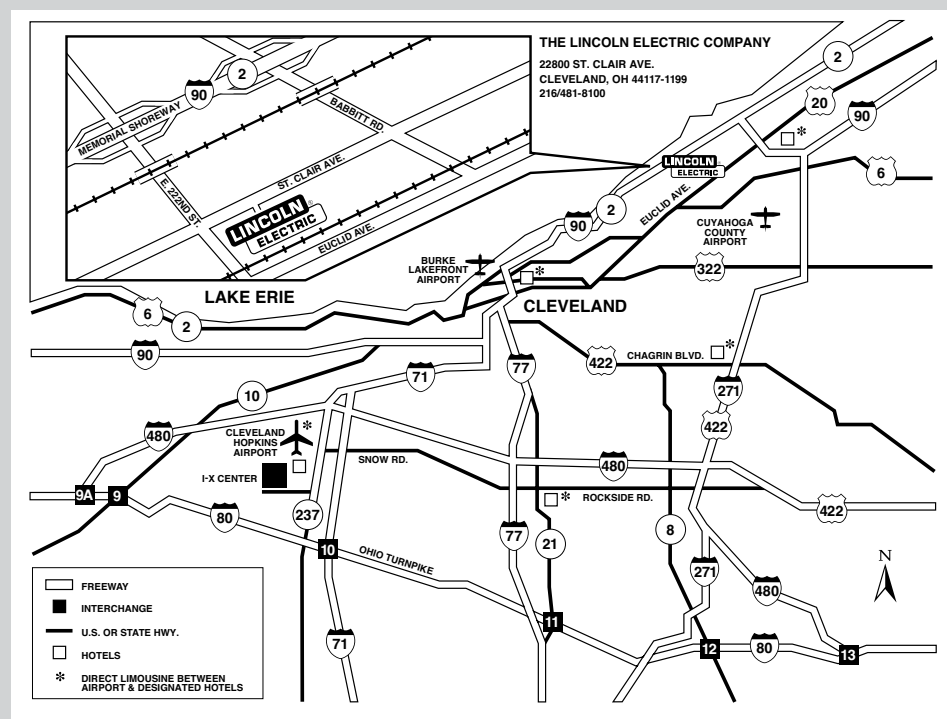 THE LINCOLN ELECTRIC COMPANY
22800 ST. CLAIR AVE.
CLEVELAND, OH 44117-1199
216/481-8100
2
90
MEMORIAL SHOREWAY
BABBITT RD.
E. 222ND ST.
ST. CLAIR AVE.
LINCOLN ®
ELECTRIC
EUCLID AVE.
2
20
90
LINCOLN
ELECTRIC
6
EUCLID AVE.
2
90
CUYAHOGA
COUNTY
AIRPORT
BURKE
LAKEFRONT
AIRPORT
322
LAKE ERIE
CLEVELAND
6
2
90
71
77
422
CHAGRIN BLVD.
271
10
422
480
CLEVELAND
HOPKINS
AIRPORT
SNOW RD.
480
I-X CENTER
9A
9
ROCKSIDE RD.
422
80
237
77
21
8
10
OHIO TURNPIKE
271
480
N
11
71
12
80
13
FREEWAY
INTERCHANGE
U.S. OR STATE HWY.
HOTELS
* DIRECT LIMOUSINE BETWEEN
AIRPORT & DESIGNATED HOTELS